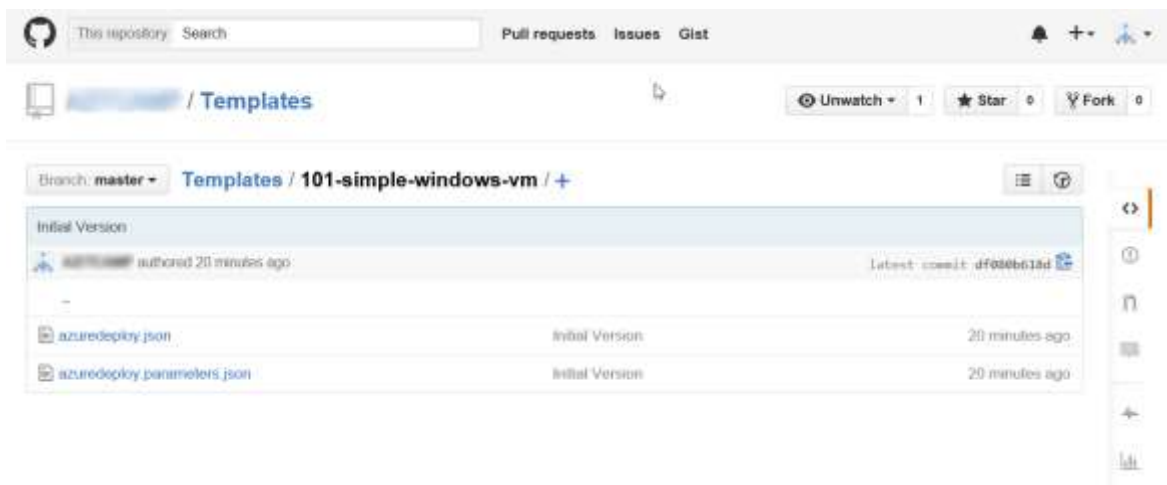 This repository Search Pull requests Issues Gist
/ Templates Unwatch 1 Star 0 Fork 0
Branch: master Templates / 101-simple-windows-vm / +
Initial Version
authored 20 minutes ago latest commit
..
azuredeploy.json Initial Version 20 minutes ago
azuredeploy.parameters.json Initial Version 20 minutes ago